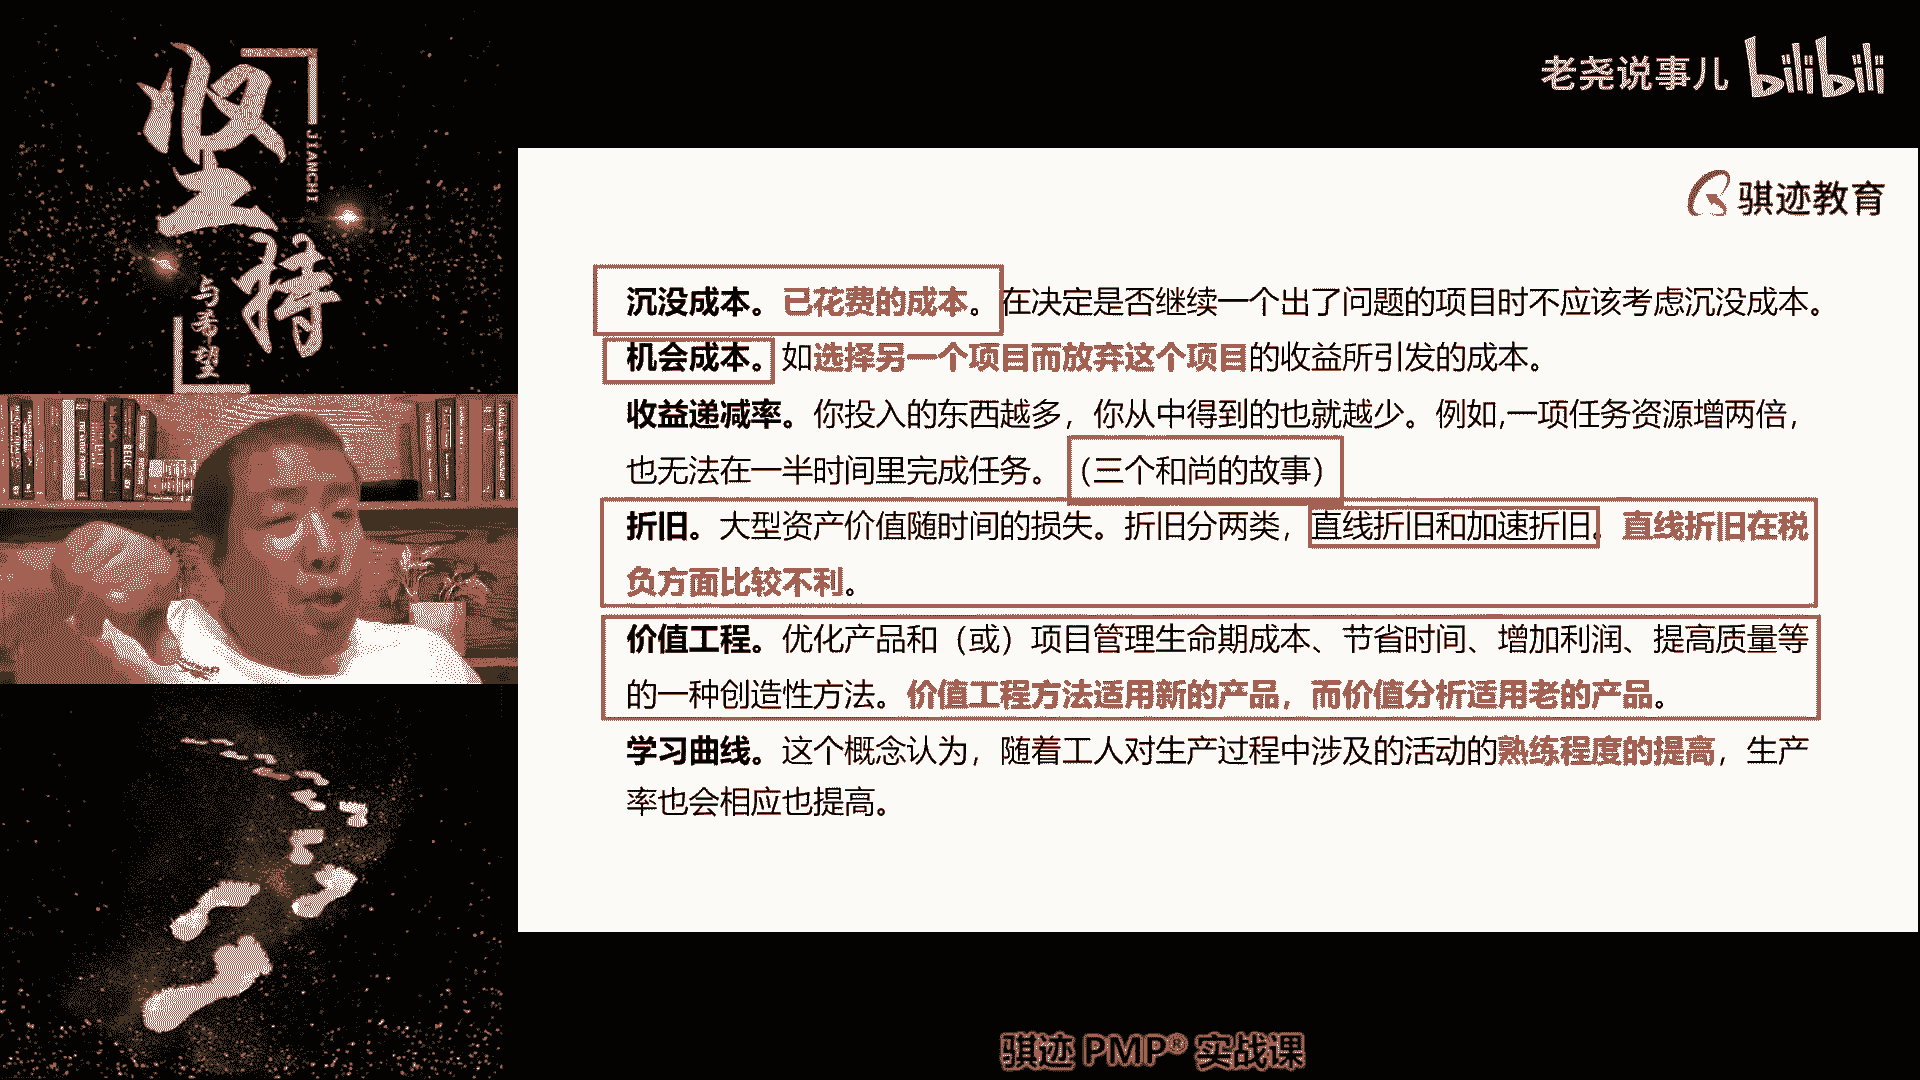 坚持
JIANCHI
与希望
老尧说事儿 bilibili
骐迹教育
沉没成本。已花费的成本。在决定是否继续一个出了问题的项目时不应该考虑沉没成本。
机会成本。如选择另一个项目而放弃这个项目的收益所引发的成本。
收益递减率。你投入的东西越多，你从中得到的也就越少。例如,一项任务资源增两倍，
也无法在一半时间里完成任务。（三个和尚的故事）
折旧。大型资产价值随时间的损失。折旧分两类，直线折旧和加速折旧。直线折旧在税
负方面比较不利。
价值工程。优化产品和（或）项目管理生命期成本、节省时间、增加利润、提高质量等
的一种创造性方法。价值工程方法适用新的产品，而价值分析适用老的产品。
学习曲线。这个概念认为，随着工人对生产过程中涉及的活动的熟练程度的提高，生产
率也会相应也提高。
骐迹 PMP® 实战课